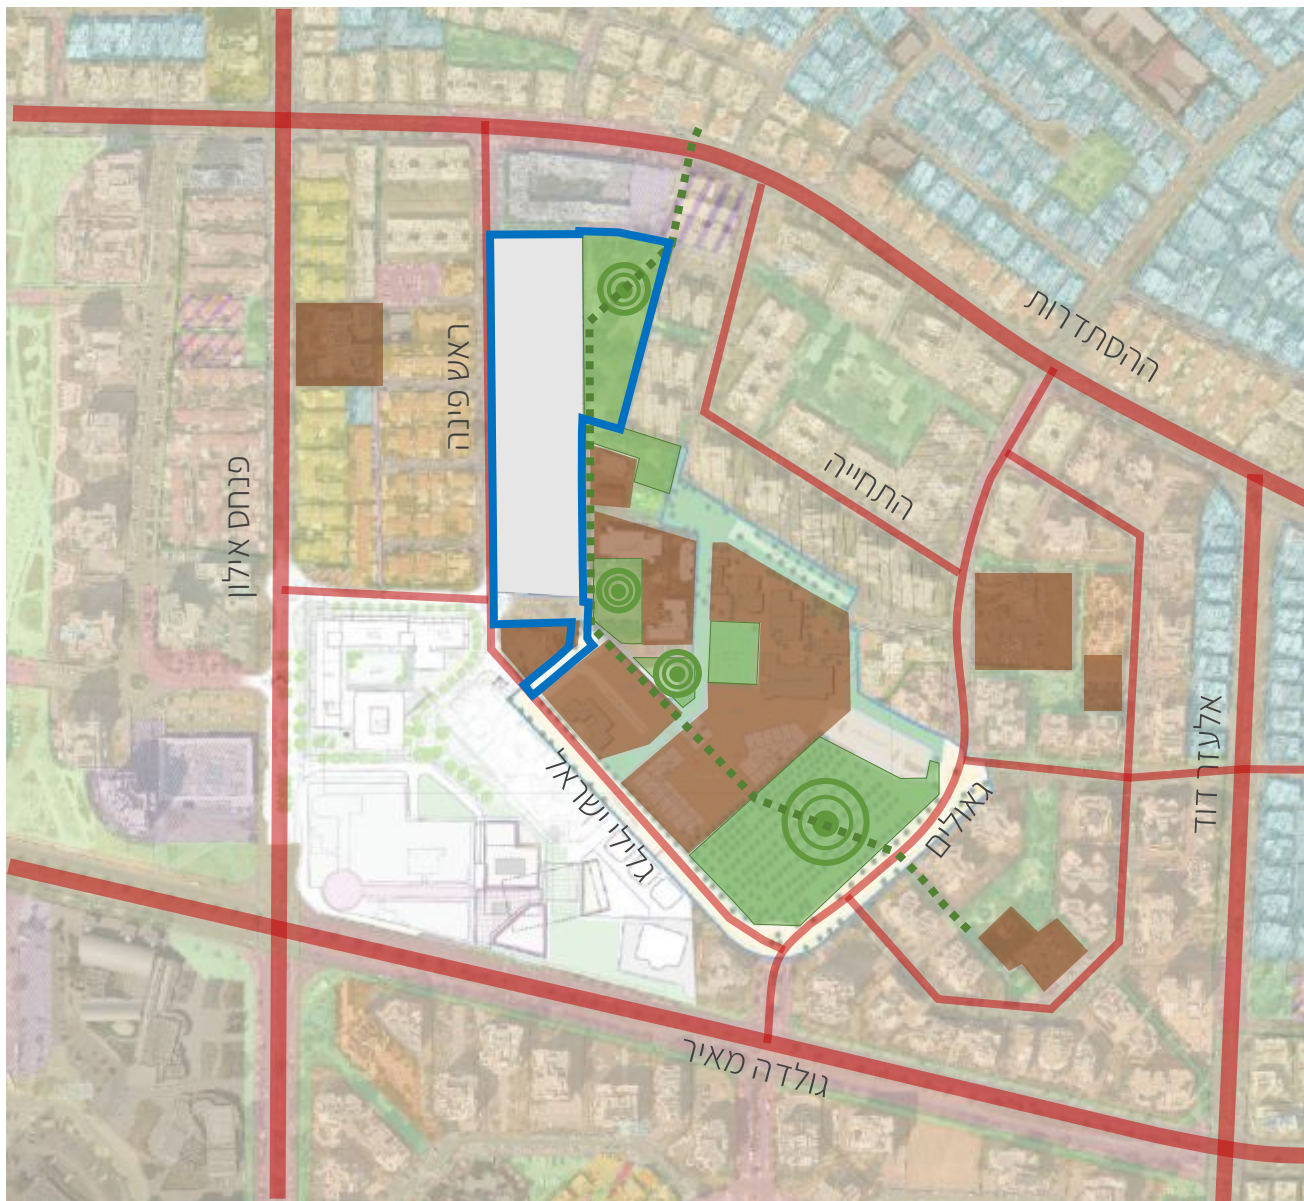 ההסתדרות
ראש פינה
פנחס אילון
התחייה
אלעזר דוד
גאולים
גלילי ישראל
גולדה מאיר